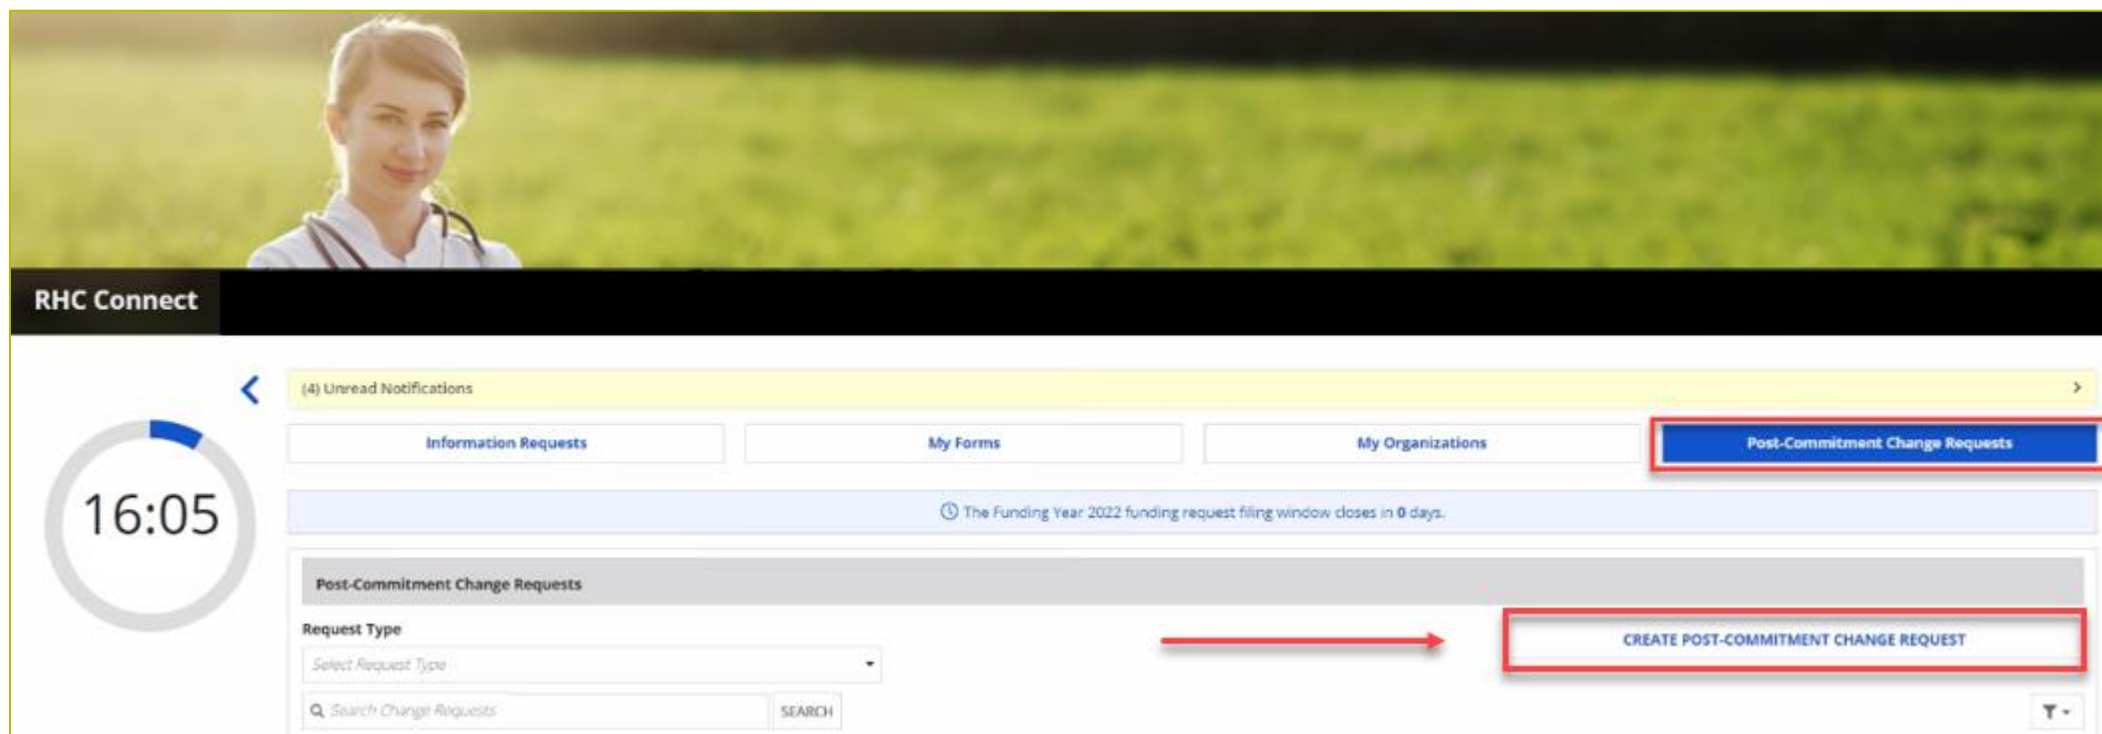 RHC Connect
(4) Unread Notifications
Information Requests
My Forms
My Organizations
Post-Commitment Change Requests
16:05
The Funding Year 2022 funding request filing window closes in 0 days.
Post-Commitment Change Requests
Request Type
CREATE POST-COMMITMENT CHANGE REQUEST
Select Request Type
Search Change Requests
SEARCH